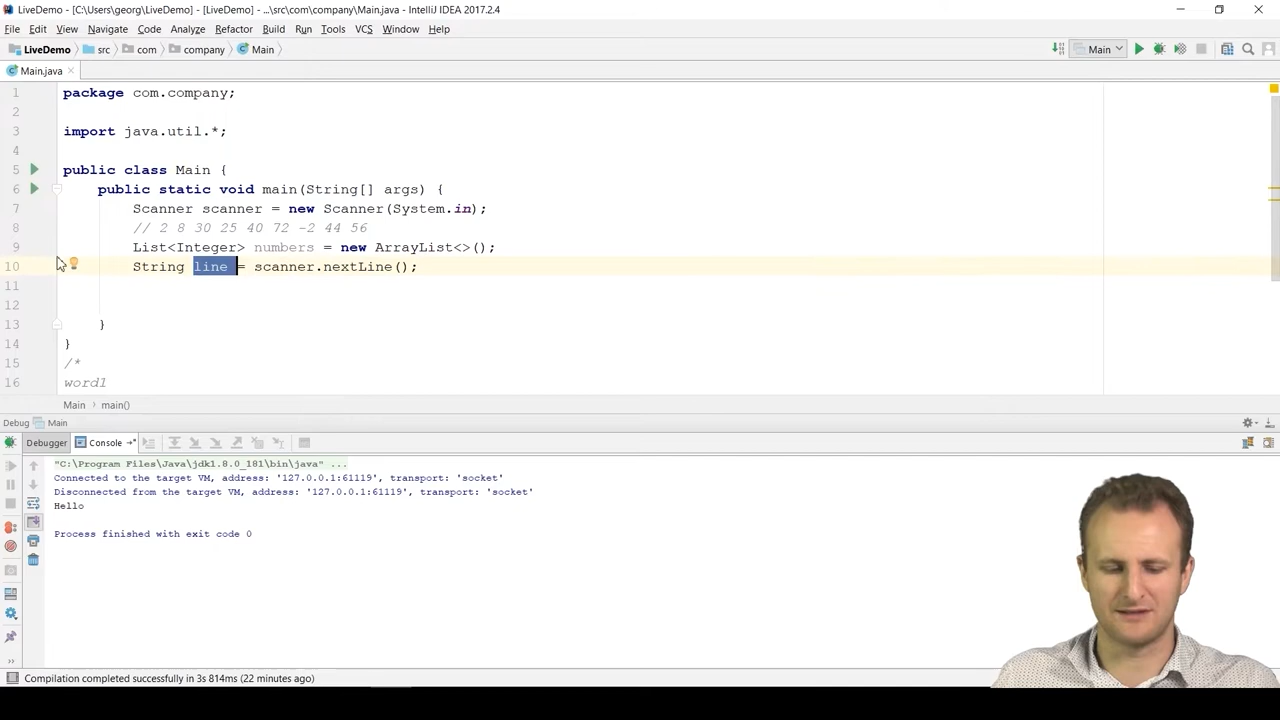 LiveDemo - [C:\Users\georg\LiveDemo] - [LiveDemo] - ...\src\com\company\Main.java - IntelliJ IDEA 2017.2.4
File Edit View Navigate Code Analyze Refactor Build Run Tools VCS Window Help
LiveDemo src com company Main Main
Main.java
1 package com.company;
2
3 import java.util.*;
4
5 public class Main {
6 public static void main(String[] args) {
7 Scanner scanner = new Scanner(System.in);
8 // 2 8 30 25 40 72 -2 44 56
9 List<Integer> numbers = new ArrayList<>();
10 String line = scanner.nextLine();
11
12
13 }
14 }
15 /*
16 word1
Main main()
Debug Main
Debugger Console
"C:\Program Files\Java\jdk1.8.0_181\bin\java" ...
Connected to the target VM, address: '127.0.0.1:61119', transport: 'socket'
Disconnected from the target VM, address: '127.0.0.1:61119', transport: 'socket'
Hello
Process finished with exit code 0
Compilation completed successfully in 3s 814ms (22 minutes ago)